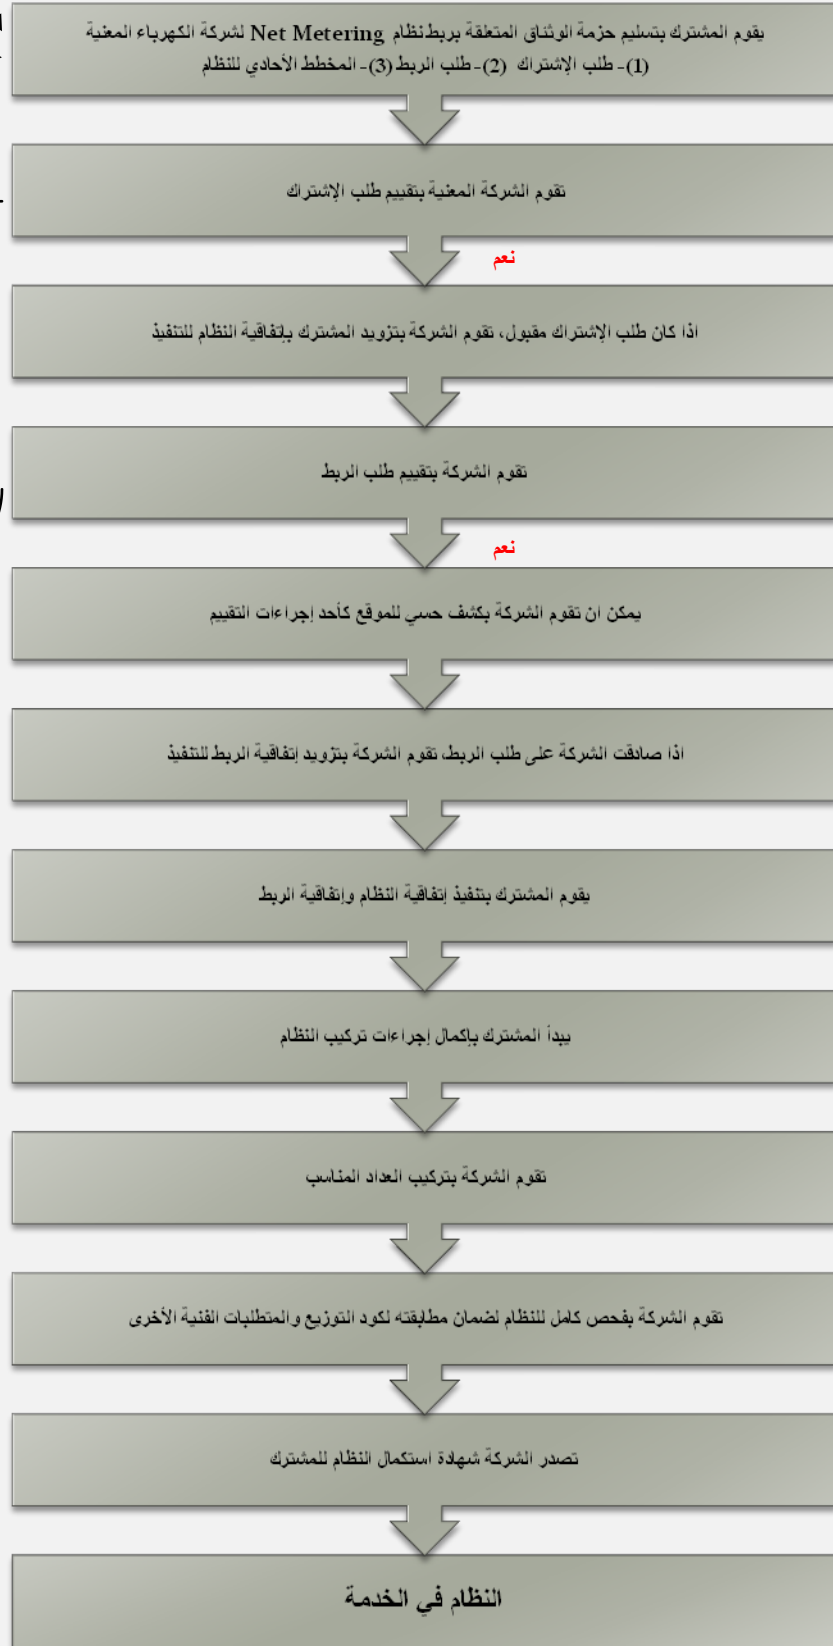 يقوم المشترك بتسليم حزمة الوثائق المتعلقة بربط نظام Net Metering لشركة الكهرباء المعنية
(1)- طلب الإشتراك (2)- طلب الربط (3)- المخطط الأحادي للنظام
تقوم الشركة المعنية بتقييم طلب الإشتراك
نعم
اذا كان طلب الإشتراك مقبول، تقوم الشركة بتزويد المشترك بإتفاقية النظام للتنفيذ
تقوم الشركة بتقييم طلب الربط
نعم
يمكن ان تقوم الشركة بكشف حسي للموقع كأحد إجراءات التقييم
اذا صادقت الشركة على طلب الربط، تقوم الشركة بتزويد إتفاقية الربط للتنفيذ
يقوم المشترك بتنفيذ إتفاقية النظام وإتفاقية الربط
يبدأ المشترك بإكمال إجراءات تركيب النظام
تقوم الشركة بتركيب العداد المناسب
تقوم الشركة بفحص كامل للنظام لضمان مطابقته لكود التوزيع والمتطلبات الفنية الأخرى
تصدر الشركة شهادة استكمال النظام للمشترك
النظام في الخدمة